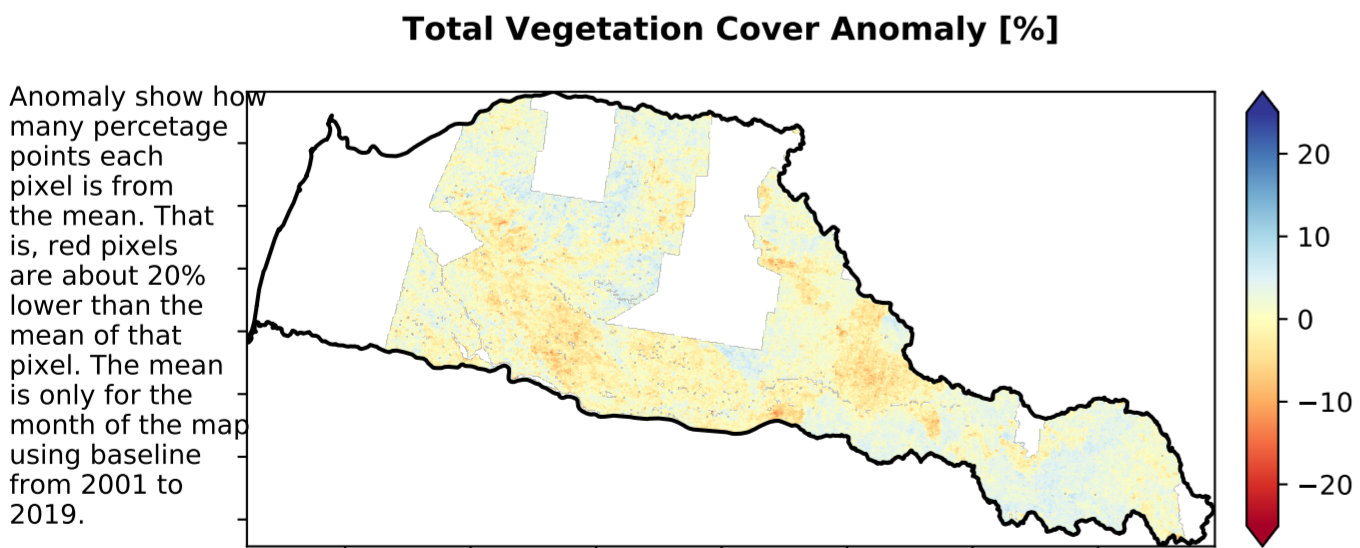 Total Vegetation Cover Anomaly [%]
Anomaly show how
many percetage
points each
pixel is from
the mean. That
is, red pixels
are about 20%
lower than the
mean of that
pixel. The mean
is only for the
month of the map
using baseline
from 2001 to
2019.
20
10
0
−10
−20